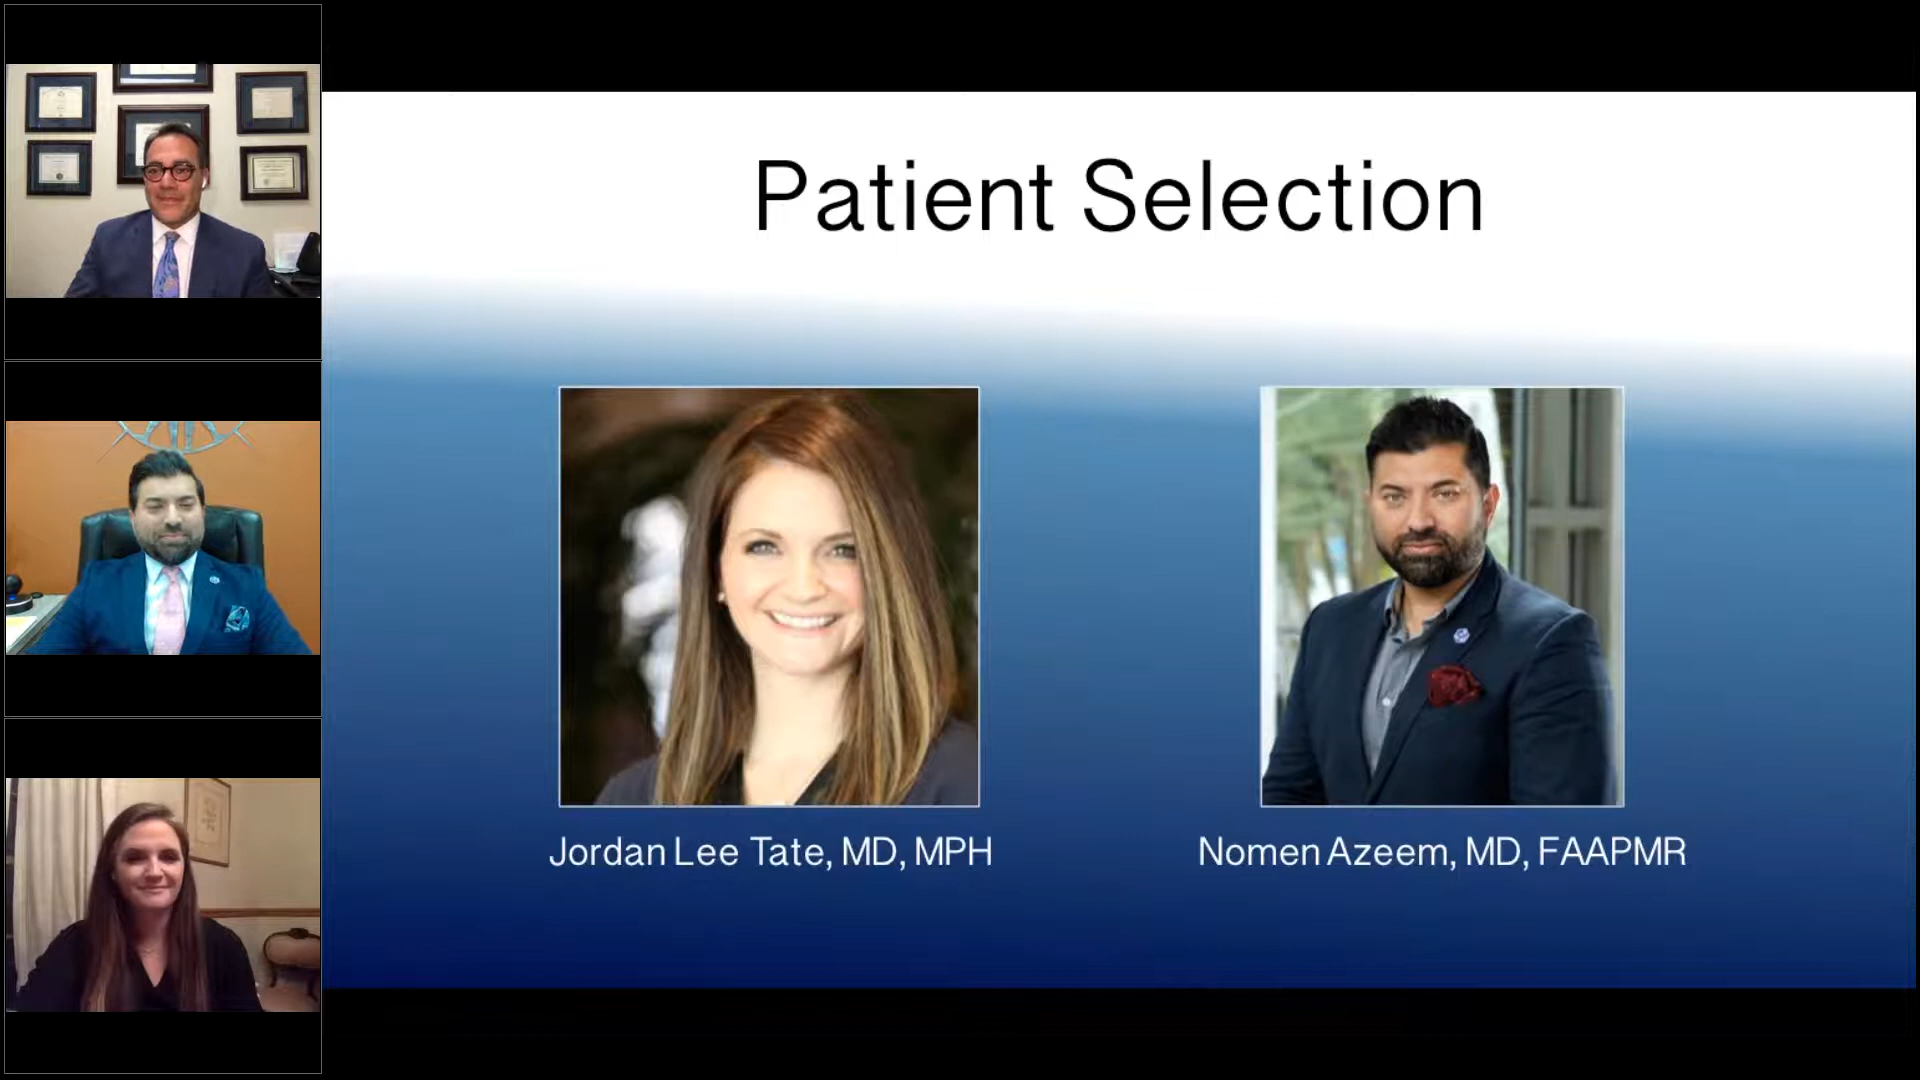 Patient Selection
Jordan Lee Tate, MD, MPH
Nomen Azeem, MD, FAAPMR